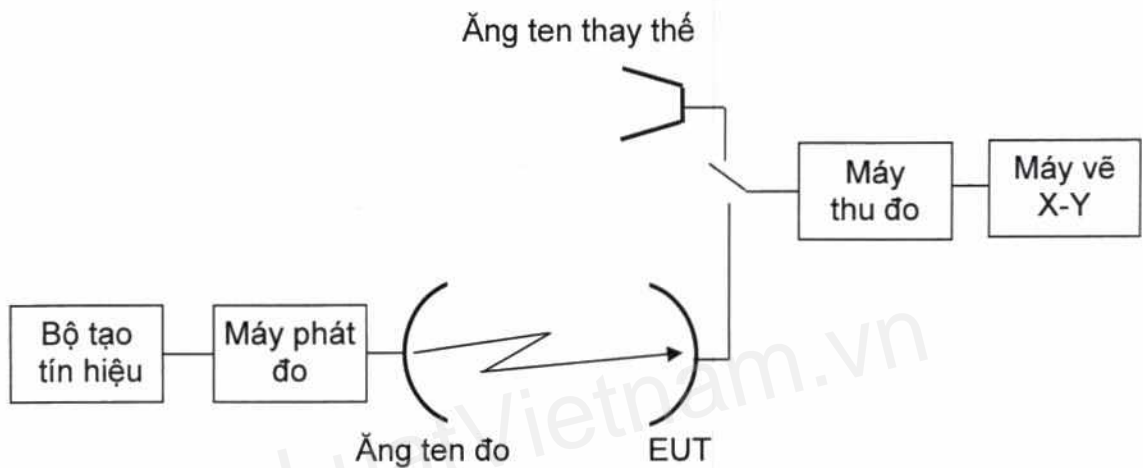 Ăng ten thay thế
Máy
thu đo
Máy vẽ
X-Y
Bộ tạo
tín hiệu
Máy phát
đo
Ăng ten đo
EUT
LuatVietnam.vn